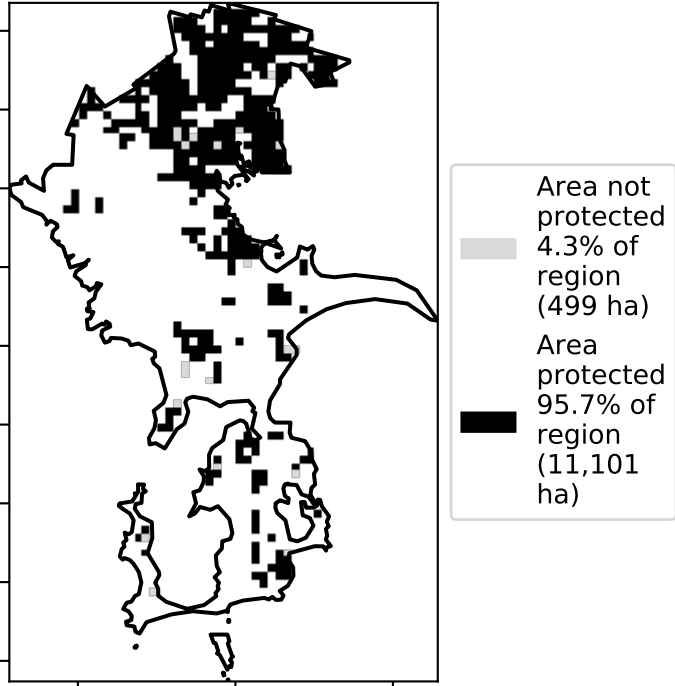 Area not
protected
4.3% of
region
(499 ha)
Area
protected
95.7% of
region
(11,101
ha)